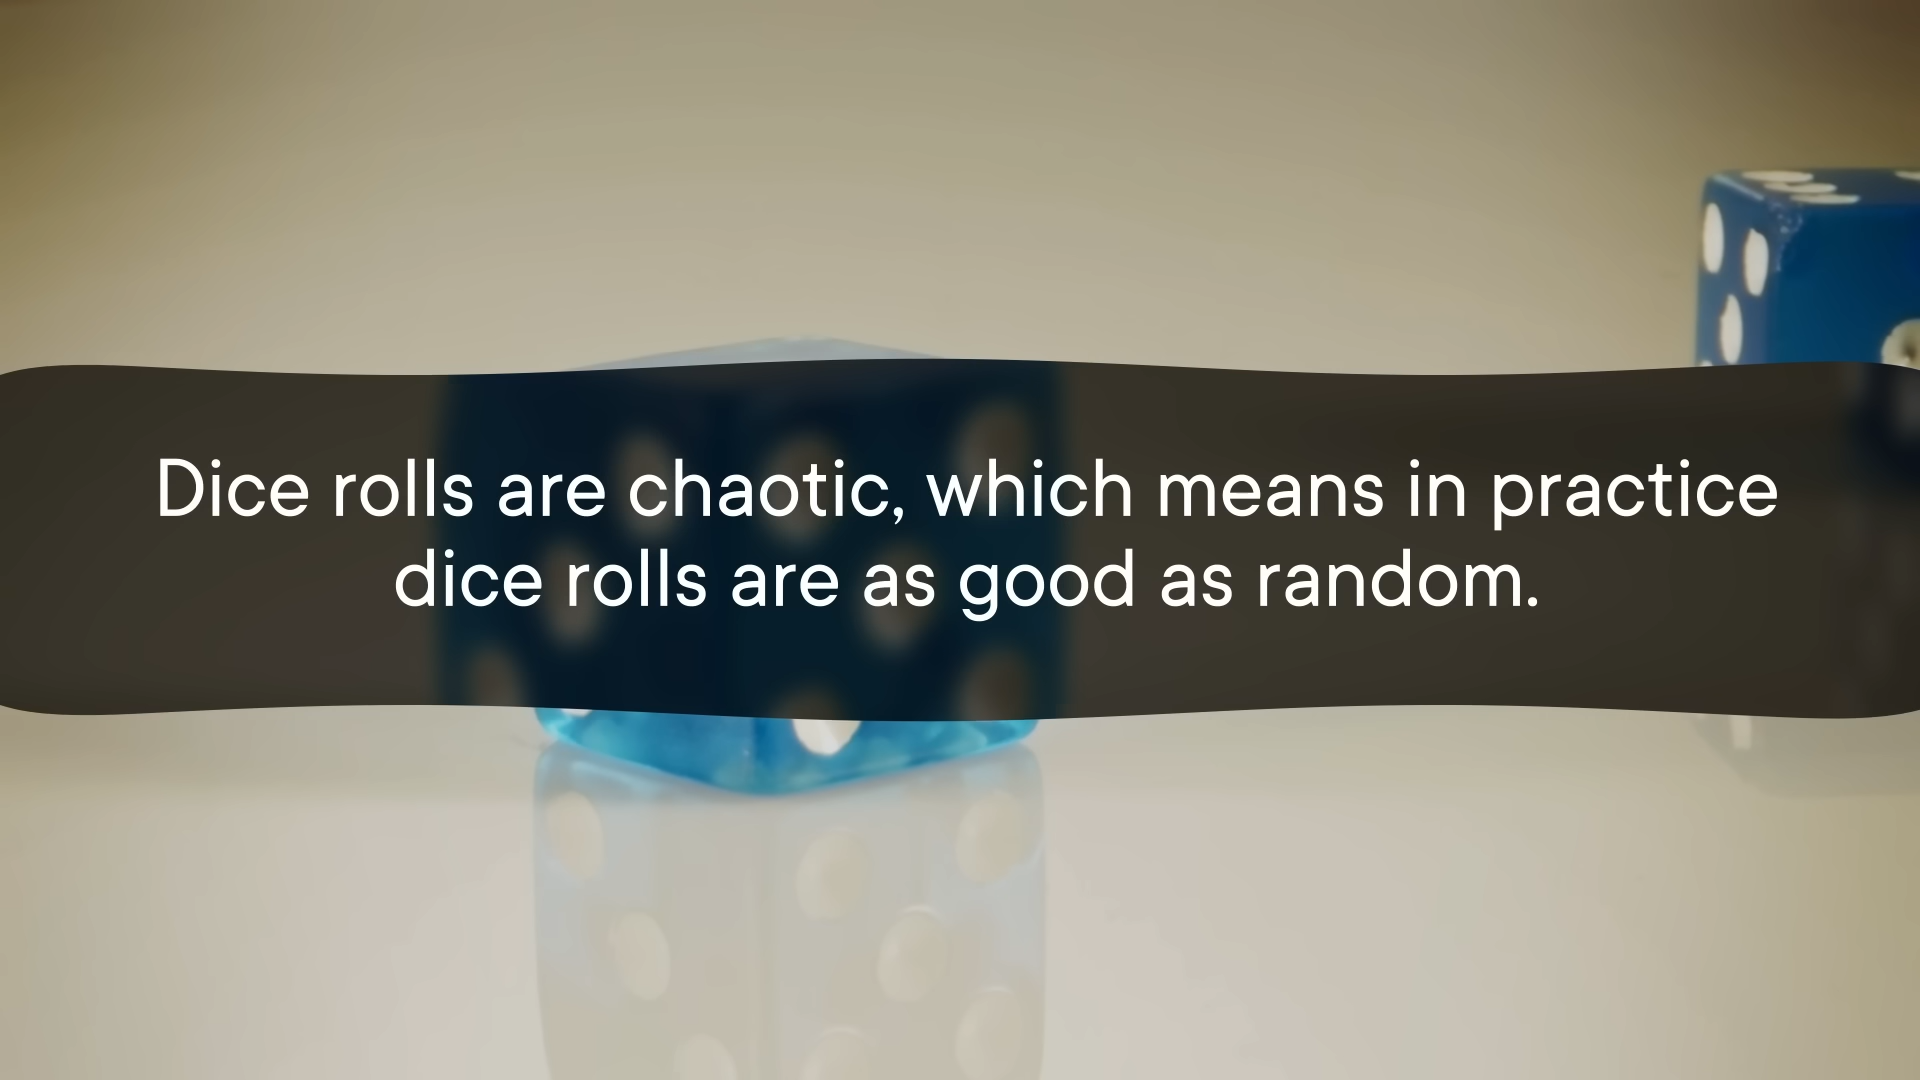 Dice rolls are chaotic, which means in practice
dice rolls are as good as random.